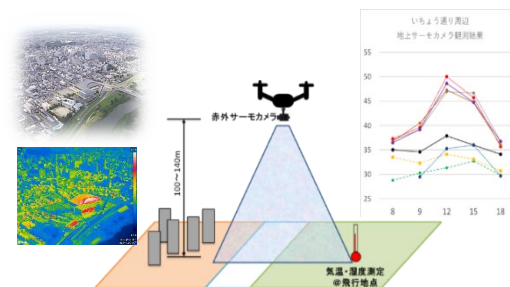 いちょう通り周辺
地上サーモカメラ観測結果
55
50
45
40
35
30
25
8 9 12 15 18
赤外サーモカメラ
100～140m
気温・湿度測定
@飛行地点